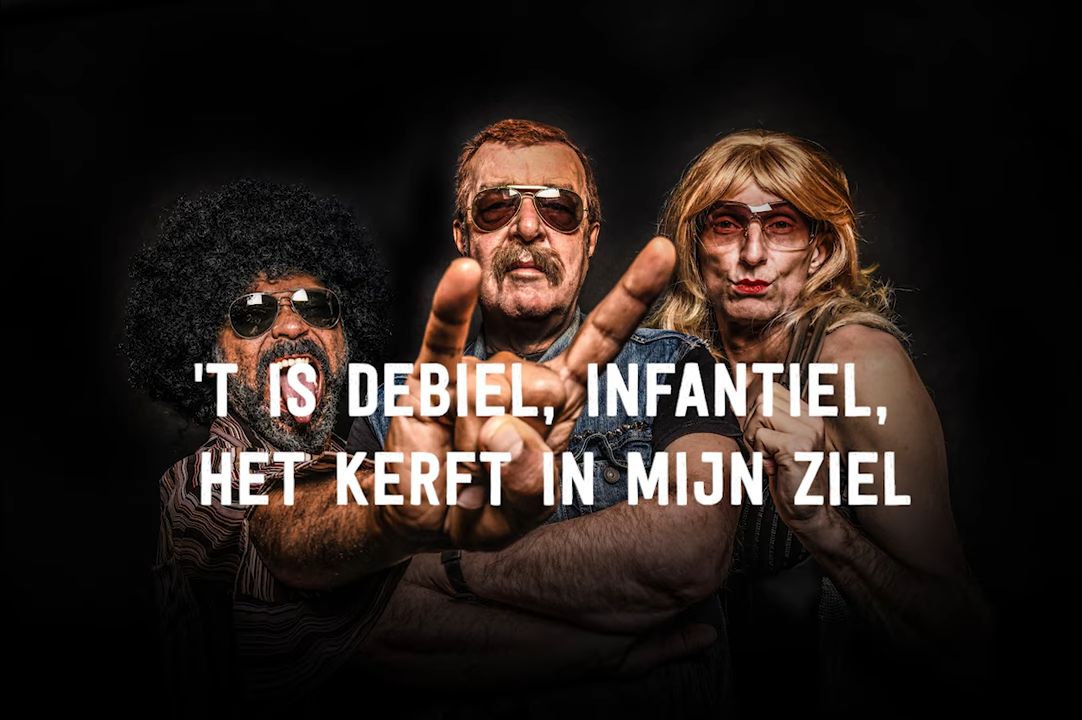 'T IS DEBIEL, INFANTIEL,
HET KERFT IN MIJN ZIEL